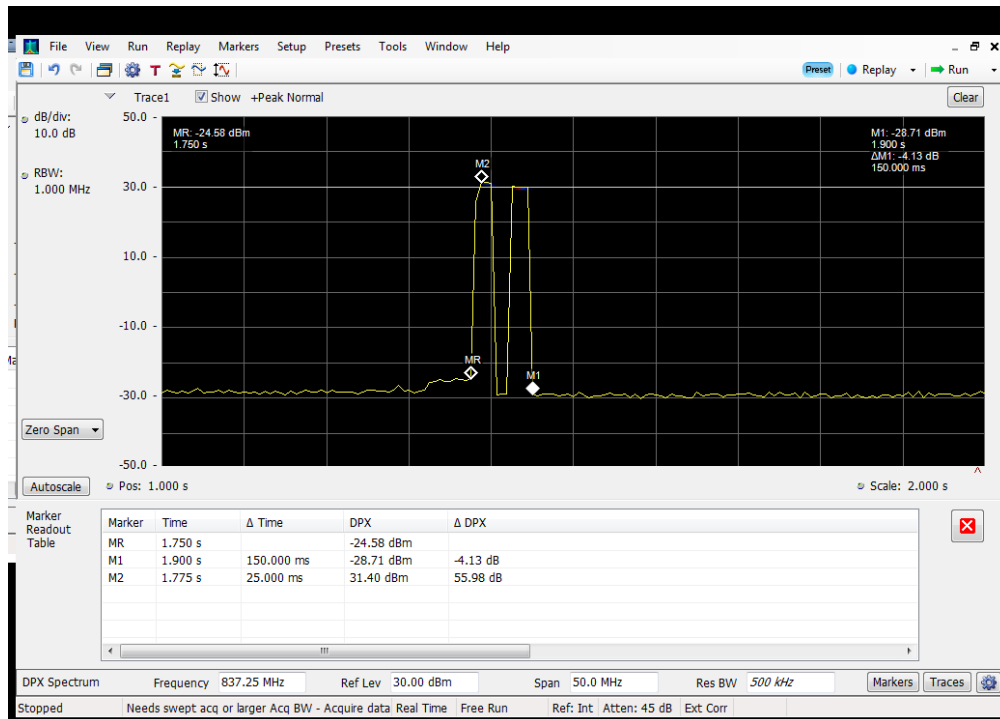 File View Run Replay Markers Setup Presets Tools Window Help
T Preset Replay Run
Trace1 Show +Peak Normal Clear
dB/div:
10.0 dB
RBW:
1.000 MHz
50.0
30.0
10.0
-10.0
-30.0
-50.0
MR: -24.58 dBm
1.750 s
M1: -28.71 dBm
1.900 s
ΔM1: -4.13 dB
150.000 ms
M2
MR
M1
Zero Span
Autoscale Pos: 1.000 s Scale: 2.000 s
Marker
Readout
Table
Marker Time Δ Time DPX Δ DPX
MR 1.750 s -24.58 dBm
M1 1.900 s 150.000 ms -28.71 dBm -4.13 dB
M2 1.775 s 25.000 ms 31.40 dBm 55.98 dB
DPX Spectrum Frequency 837.25 MHz Ref Lev 30.00 dBm Span 50.0 MHz Res BW 500 kHz Markers Traces
Stopped Needs swept acq or larger Acq BW - Acquire data Real Time Free Run Ref: Int Atten: 45 dB Ext Corr